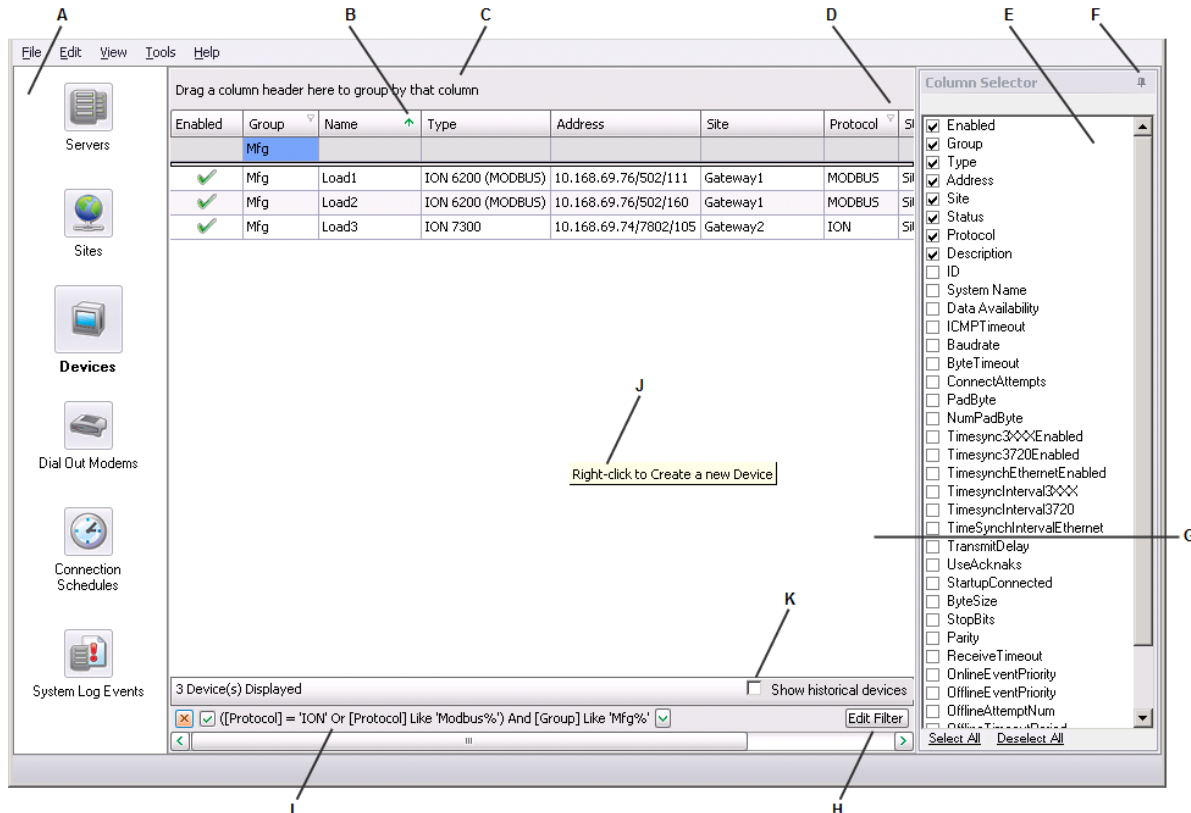 A B C D E F
File Edit View Tools Help
Servers
Sites
Devices
Dial Out Modems
Connection
Schedules
System Log Events
Drag a column header here to group by that column
Enabled Group Name Type Address Site Protocol
Mfg
Mfg Load1 ION 6200 (MODBUS) 10.168.69.76/502/111 Gateway1 MODBUS
Mfg Load2 ION 6200 (MODBUS) 10.168.69.76/502/160 Gateway1 MODBUS
Mfg Load3 ION 7300 10.168.69.74/7802/105 Gateway2 ION
J
Right-click to Create a new Device
G
K
3 Device(s) Displayed
Show historical devices
([Protocol] = 'ION' Or [Protocol] Like 'Modbus%') And [Group] Like 'Mfg%'
Edit Filter
Column Selector
Enabled
Group
Type
Address
Site
Status
Protocol
Description
ID
System Name
Data Availability
ICMPTimeout
Baudrate
ByteTimeout
ConnectAttempts
PadByte
NumPadByte
Timesync3XXXEnabled
Timesync3720Enabled
TimesynchEthernetEnabled
TimesyncInterval3XXX
TimesyncInterval3720
TimeSynchIntervalEthernet
TransmitDelay
UseAcknaks
StartupConnected
ByteSize
StopBits
Parity
ReceiveTimeout
OnlineEventPriority
OfflineEventPriority
OfflineAttemptNum
OfflineTimeoutPeriod
Select All Deselect All
H